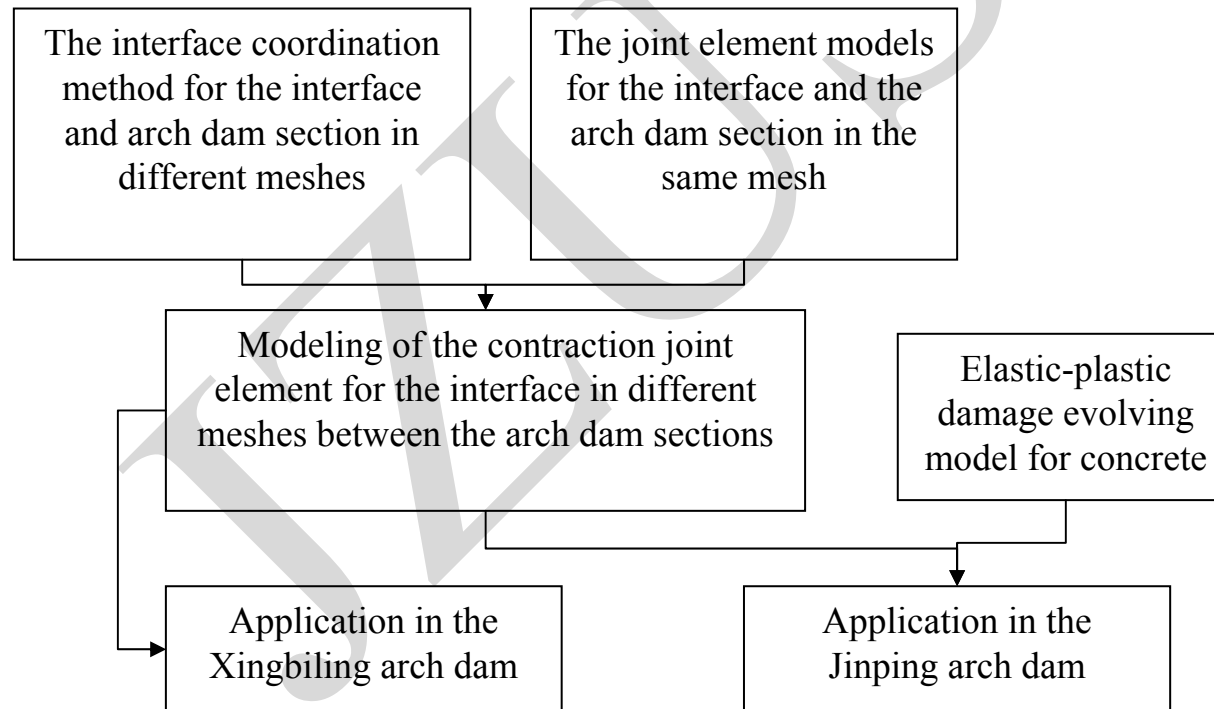 The interface coordination
method for the interface
and arch dam section in
different meshes
The joint element models
for the interface and the
arch dam section in the
same mesh
Modeling of the contraction joint
element for the interface in different
meshes between the arch dam sections
Elastic-plastic
damage evolving
model for concrete
Application in the
Xingbiling arch dam
Application in the
Jinping arch dam
JZUS